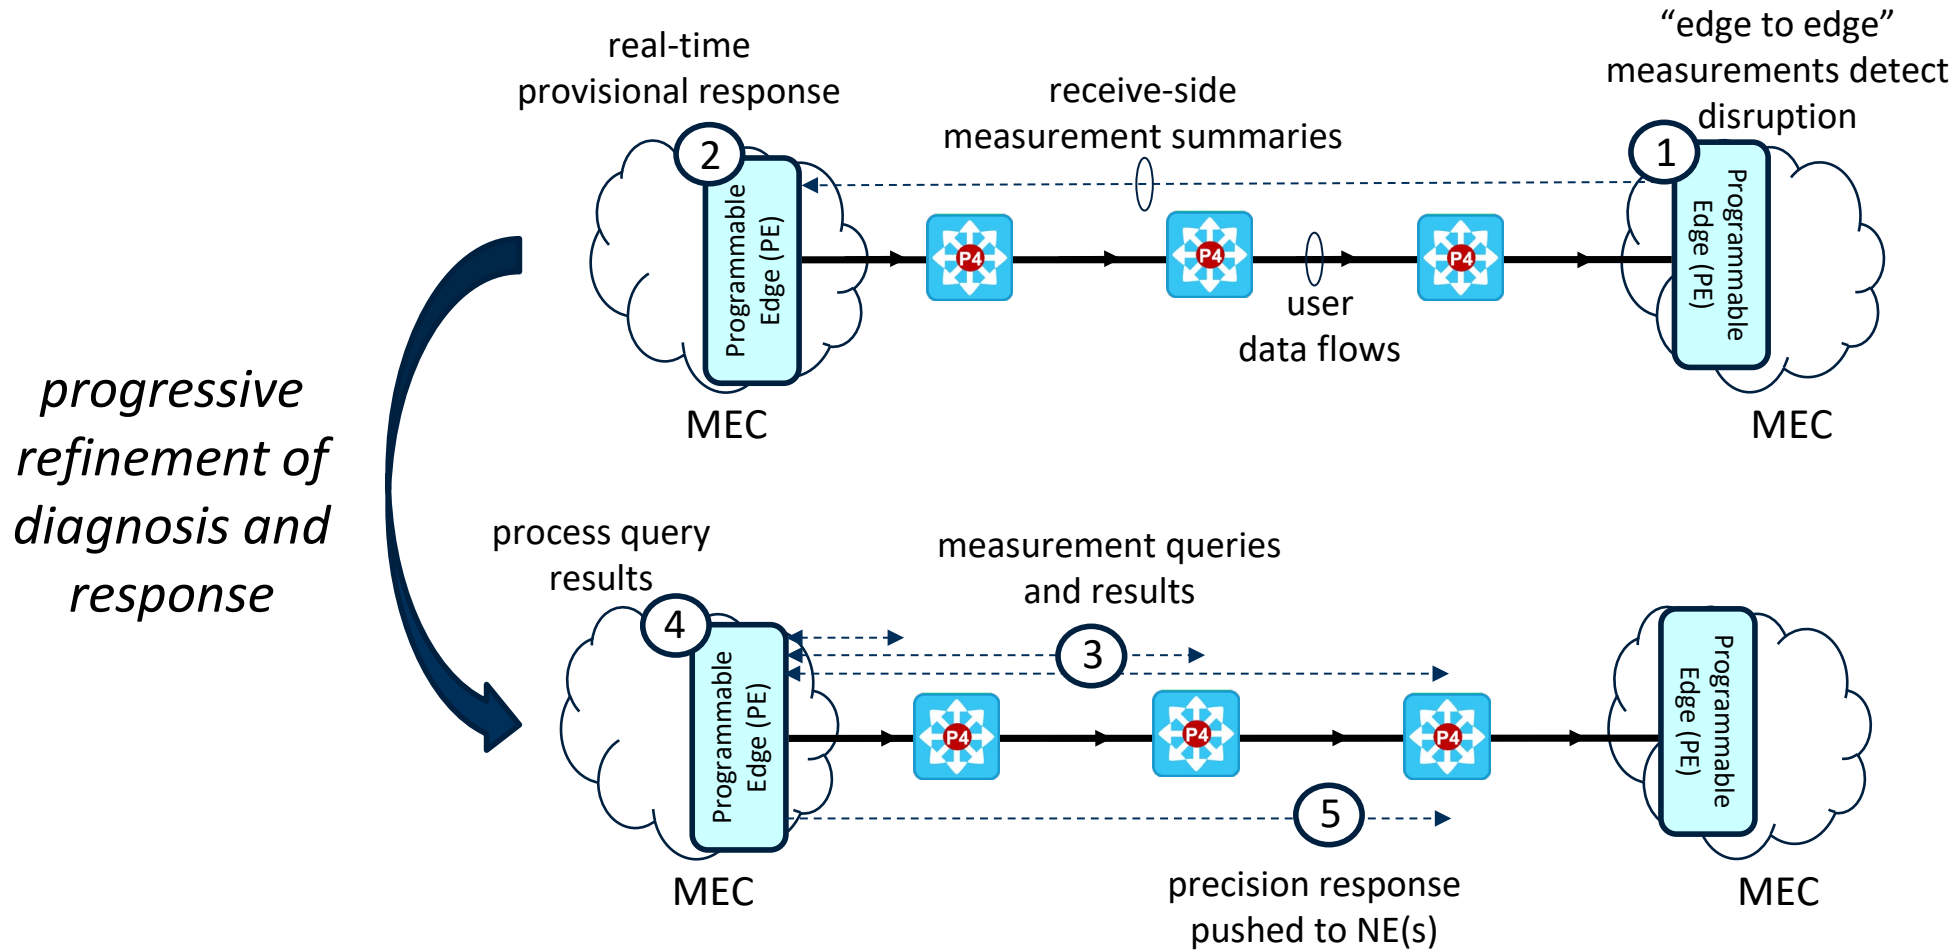 real-time
provisional response
receive-side
measurement summaries
“edge to edge”
measurements detect
disruption
2
1
Programmable
Edge (PE)
P4
P4
P4
Programmable
Edge (PE)
user
data flows
MEC
MEC
progressive
refinement of
diagnosis and
response
process query
results
measurement queries
and results
4
3
Programmable
Edge (PE)
P4
P4
P4
Programmable
Edge (PE)
5
MEC
MEC
precision response
pushed to NE(s)